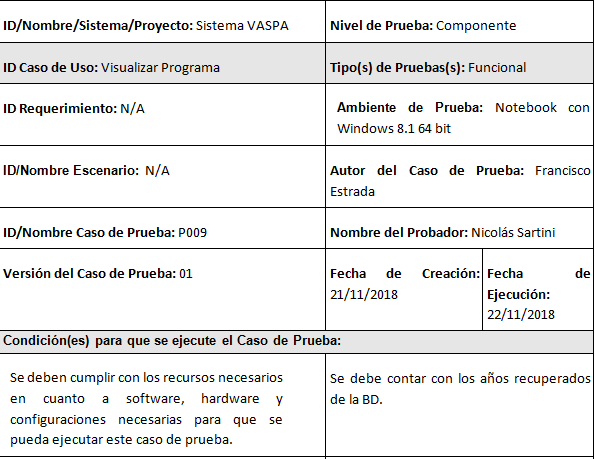 ID/Nombre/Sistema/Proyecto: Sistema VASPA
Nivel de Prueba: Componente
ID Caso de Uso: Visualizar Programa
Tipo(s) de Pruebas(s): Funcional
ID Requerimiento: N/A
Ambiente de Prueba: Notebook con
Windows 8.1 64 bit
ID/Nombre Escenario: N/A
Autor del Caso de Prueba: Francisco
Estrada
ID/Nombre Caso de Prueba: P009
Nombre del Probador: Nicolás Sartini
Versión del Caso de Prueba: 01
Fecha de Creación:
21/11/2018
Fecha de
Ejecución:
22/11/2018
Condición(es) para que se ejecute el Caso de Prueba:
Se deben cumplir con los recursos necesarios
en cuanto a software, hardware y
configuraciones necesarias para que se
pueda ejecutar este caso de prueba.
Se debe contar con los años recuperados
de la BD.